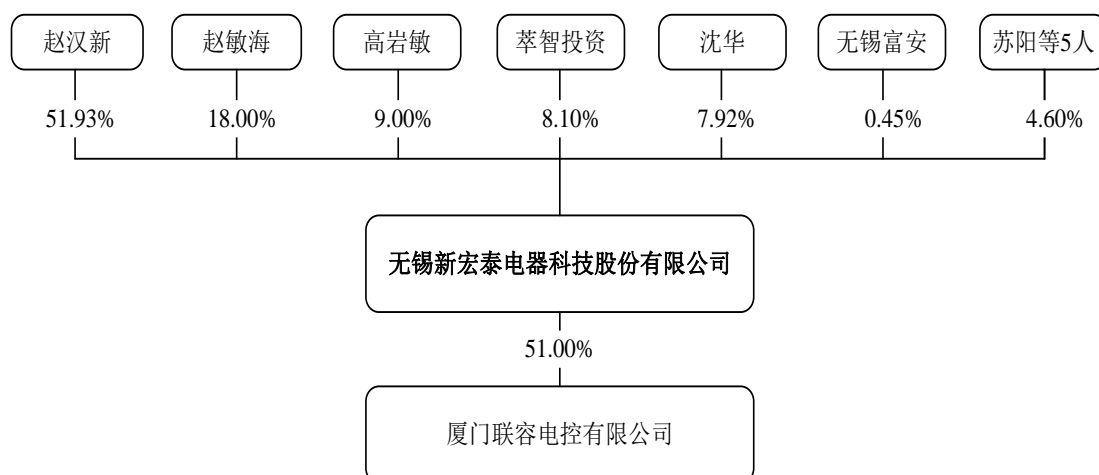 赵汉新
赵敏海
高岩敏
萃智投资
沈华
无锡富安
苏阳等5人
51.93%
18.00%
9.00%
8.10%
7.92%
0.45%
4.60%
无锡新宏泰电器科技股份有限公司
51.00%
厦门联容电控有限公司